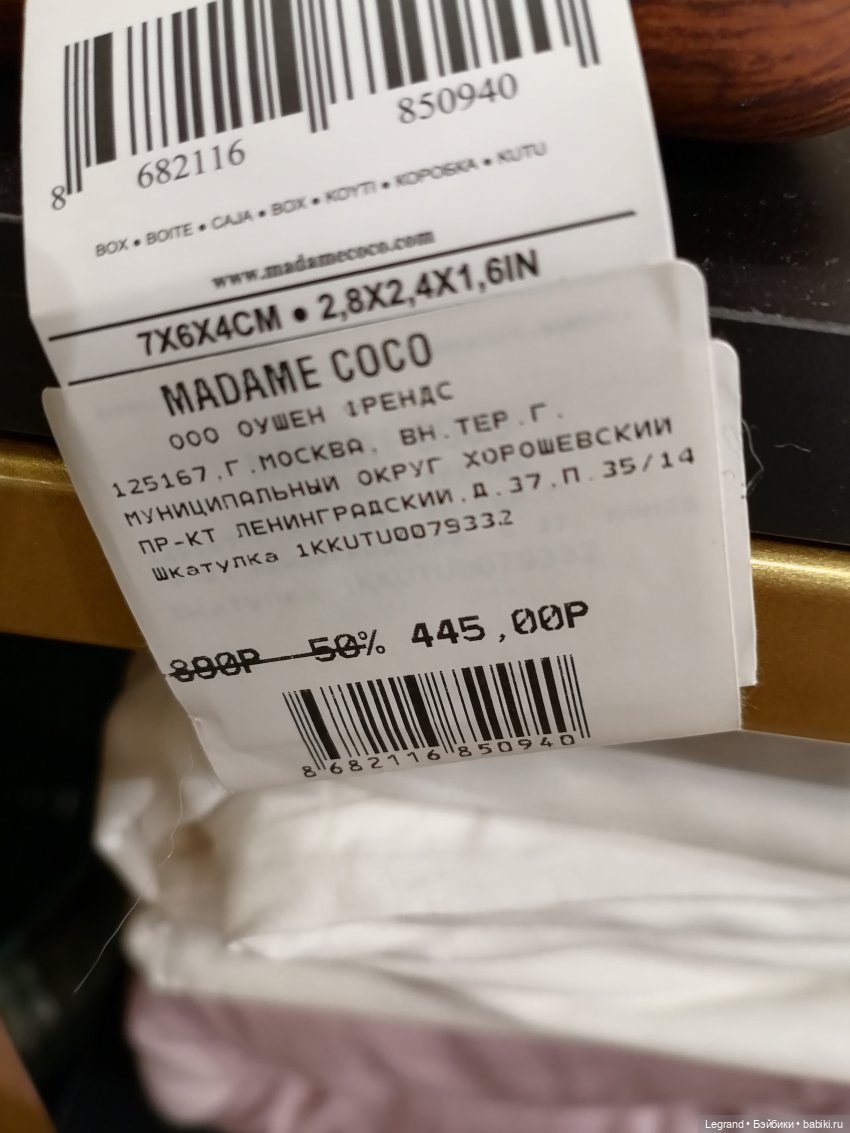 8 682116 850940
BOX • BOITE • CAJA • BOX • KOYTI • КОРОБКА • KUTU
www.madamecoco.com
7X6X4CM • 2,8X2,4X1,6IN
MADAME COCO
ООО ОУШЕН ТРЕНДС
125167,Г.МОСКВА, ВН.ТЕР.Г.
МУНИЦИПАЛЬНЫЙ ОКРУГ ХОРОШЕВСКИЙ
ПР-КТ ЛЕНИНГРАДСКИЙ,Д.37,П.35/14
Шкатулка 1KKUTU0079332
890Р 50% 445,00Р
8 682116 850940
Legrand • Бэйбики • babiki.ru